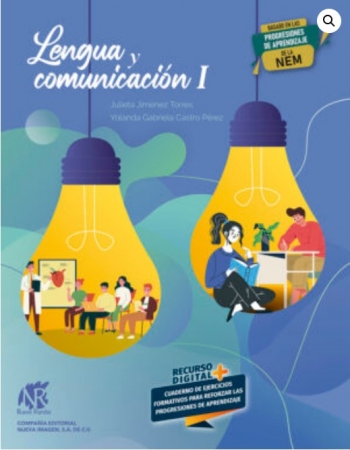 Lengua y
comunicación I
Julieta Jiménez Torres
Yolanda Gabriela Castro Pérez
BASADO EN LAS
PROGRESIONES
DE APRENDIZAJE
DE LA
NEM
RECURSO
DIGITAL +
CUADERNO DE EJERCICIOS
FORMATIVOS PARA REFORZAR LAS
PROGRESIONES DE APRENDIZAJE
NR
COMPAÑÍA EDITORIAL
NUEVA IMAGEN, S.A. DE C.V.